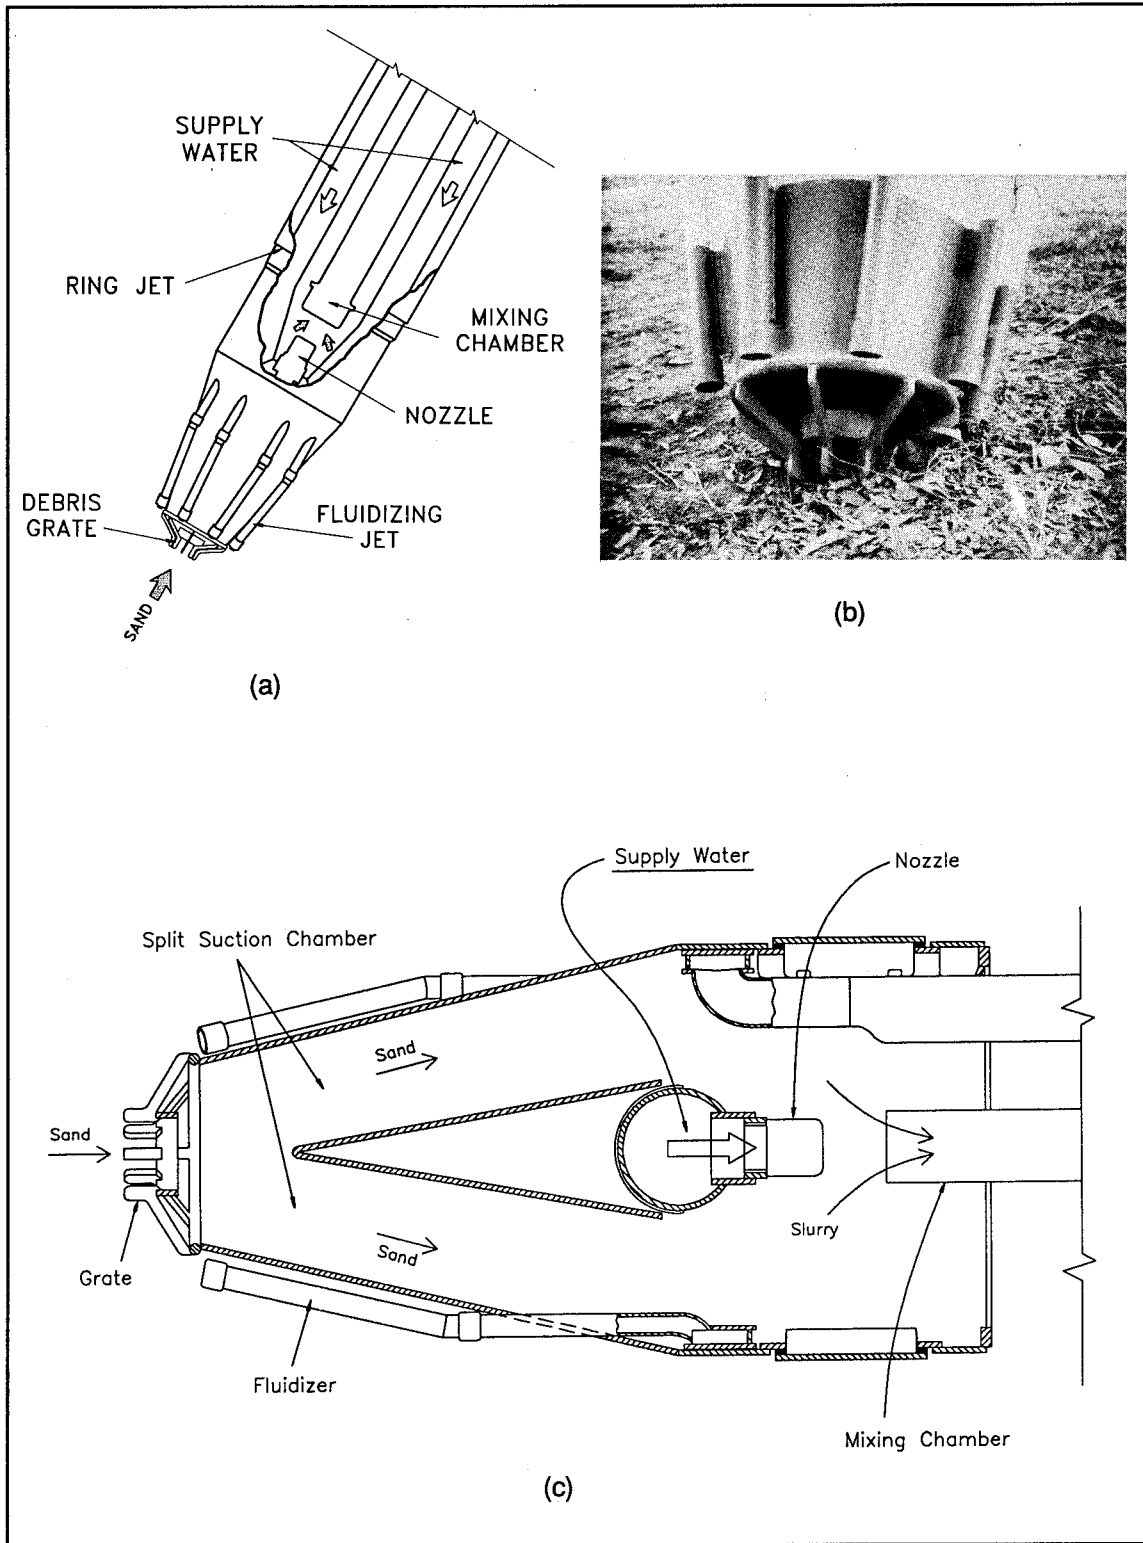 SUPPLY
WATER
RING JET
MIXING
CHAMBER
NOZZLE
DEBRIS
GRATE
FLUIDIZING
JET
SAND
(a)
(b)
Supply Water
Nozzle
Split Suction Chamber
Sand
Sand
Sand
Slurry
Grate
Fluidizer
Mixing Chamber
(c)